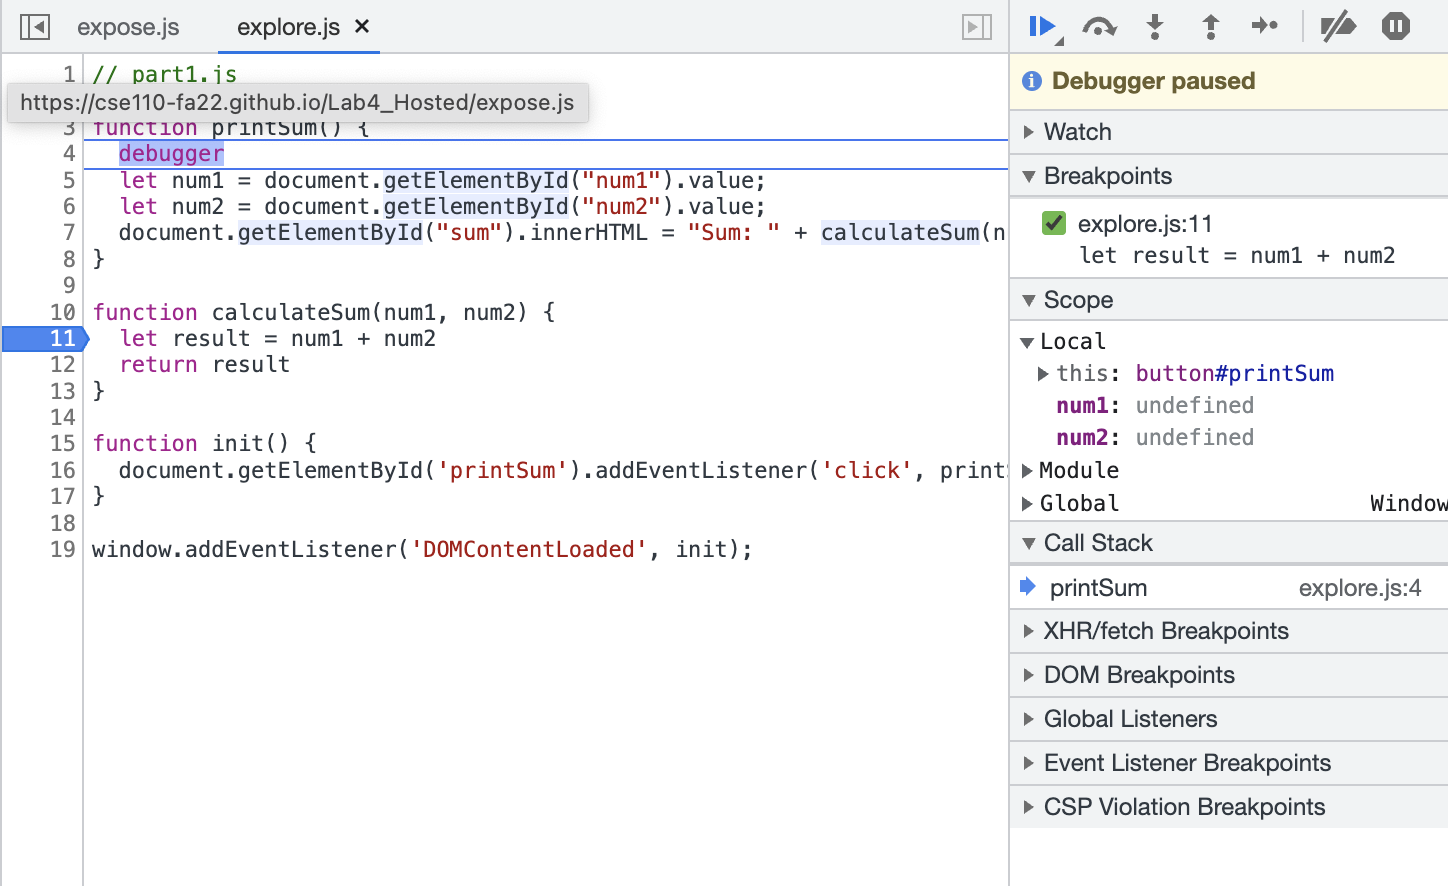 expose.js
explore.js ×
1 // part1.js
https://cse110-fa22.github.io/Lab4_Hosted/expose.js
3 function printSum() {
4 debugger
5 let num1 = document.getElementById("num1").value;
6 let num2 = document.getElementById("num2").value;
7 document.getElementById("sum").innerHTML = "Sum: " + calculateSum(n
8 }
9
10 function calculateSum(num1, num2) {
11 let result = num1 + num2
12 return result
13 }
14
15 function init() {
16 document.getElementById('printSum').addEventListener('click', print
17 }
18
19 window.addEventListener('DOMContentLoaded', init);
Debugger paused
Watch
Breakpoints
explore.js:11
let result = num1 + num2
Scope
Local
this: button#printSum
num1: undefined
num2: undefined
Module
Global Window
Call Stack
printSum explore.js:4
XHR/fetch Breakpoints
DOM Breakpoints
Global Listeners
Event Listener Breakpoints
CSP Violation Breakpoints